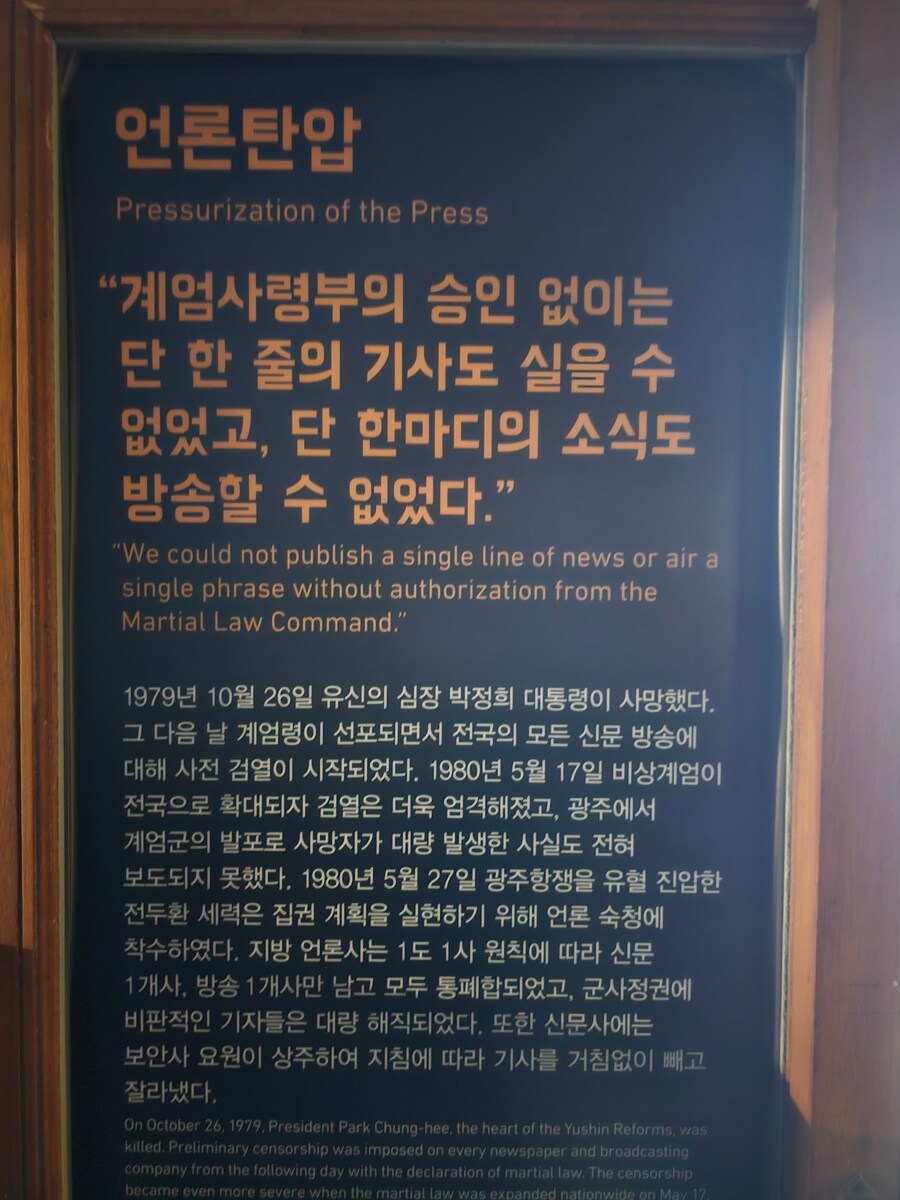 언론탄압
Pressurization of the Press
“계엄사령부의 승인 없이는
단 한 줄의 기사도 실을 수
없었고, 단 한마디의 소식도
방송할 수 없었다.”
“We could not publish a single line of news or air a
single phrase without authorization from the
Martial Law Command.”
1979년 10월 26일 유신의 심장 박정희 대통령이 사망했다.
그 다음 날 계엄령이 선포되면서 전국의 모든 신문 방송에
대해 사전 검열이 시작되었다. 1980년 5월 17일 비상계엄이
전국으로 확대되자 검열은 더욱 엄격해졌고, 광주에서
계엄군의 발포로 사망자가 대량 발생한 사실도 전혀
보도되지 못했다. 1980년 5월 27일 광주항쟁을 유혈 진압한
전두환 세력은 집권 계획을 실현하기 위해 언론 숙청에
착수하였다. 지방 언론사는 1도 1사 원칙에 따라 신문
1개사, 방송 1개사만 남고 모두 통폐합되었고, 군사정권에
비판적인 기자들은 대량 해직되었다. 또한 신문사에는
보안사 요원이 상주하여 지침에 따라 기사를 거침없이 빼고
잘라냈다.
On October 26, 1979, President Park Chung-hee, the heart of the Yushin Reforms, was
killed. Preliminary censorship was imposed on every newspaper and broadcasting
company from the following day with the declaration of martial law. The censorship
became even more severe when the martial law was expanded nationwide on May 17,